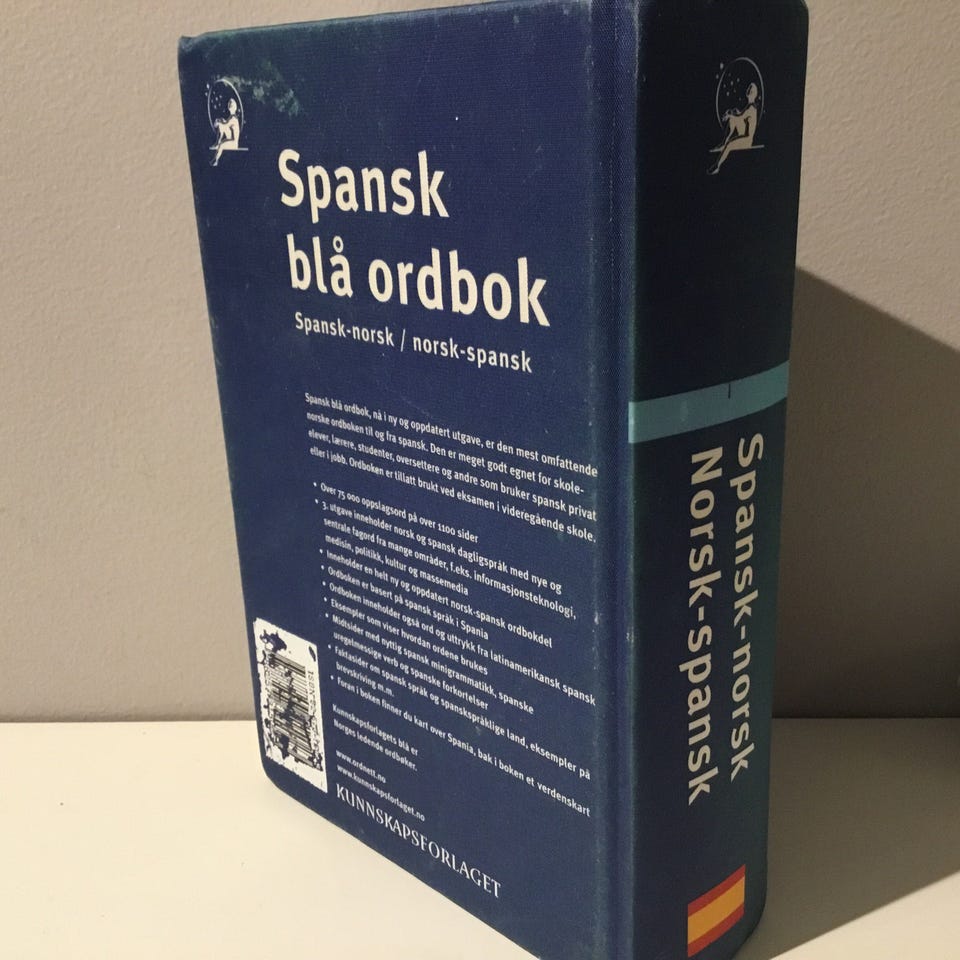 Spansk
blå ordbok
Spansk-norsk / norsk-spansk
Spansk blå ordbok, nå i ny og oppdatert utgave, er den mest omfattende
norske ordboken til og fra spansk. Den er meget godt egnet for skole-
elever, lærere, studenter, oversettere og andre som bruker spansk privat
eller i jobb. Ordboken er tillatt brukt ved eksamen i videregående skole.
• Over 75 000 oppslagsord på over 1100 sider
• 3. utgave inneholder norsk og spansk dagligspråk med nye og
sentrale fagord fra mange områder, f.eks. informasjonsteknologi,
medisin, politikk, kultur og massemedia
• Inneholder en helt ny og oppdatert norsk-spansk ordbokdel
• Ordboken er basert på spansk språk i Spania
• Ordboken inneholder også ord og uttrykk fra latinamerikansk spansk
• Eksempler som viser hvordan ordene brukes
• Midtsider med nyttig spansk minigrammatikk, spanske
uregelmessige verb og spanske forkortelser
• Faktasider om spansk språk og spanskspråklige land, eksempler på
brevskriving m.m.
• Foran i boken finner du kart over Spania, bak i boken et verdenskart
Kunnskapsforlagets blå er
Norges ledende ordbøker.
www.ordnett.no
www.kunnskapsforlaget.no
KUNNSKAPSFORLAGET
Spansk-norsk
Norsk-spansk